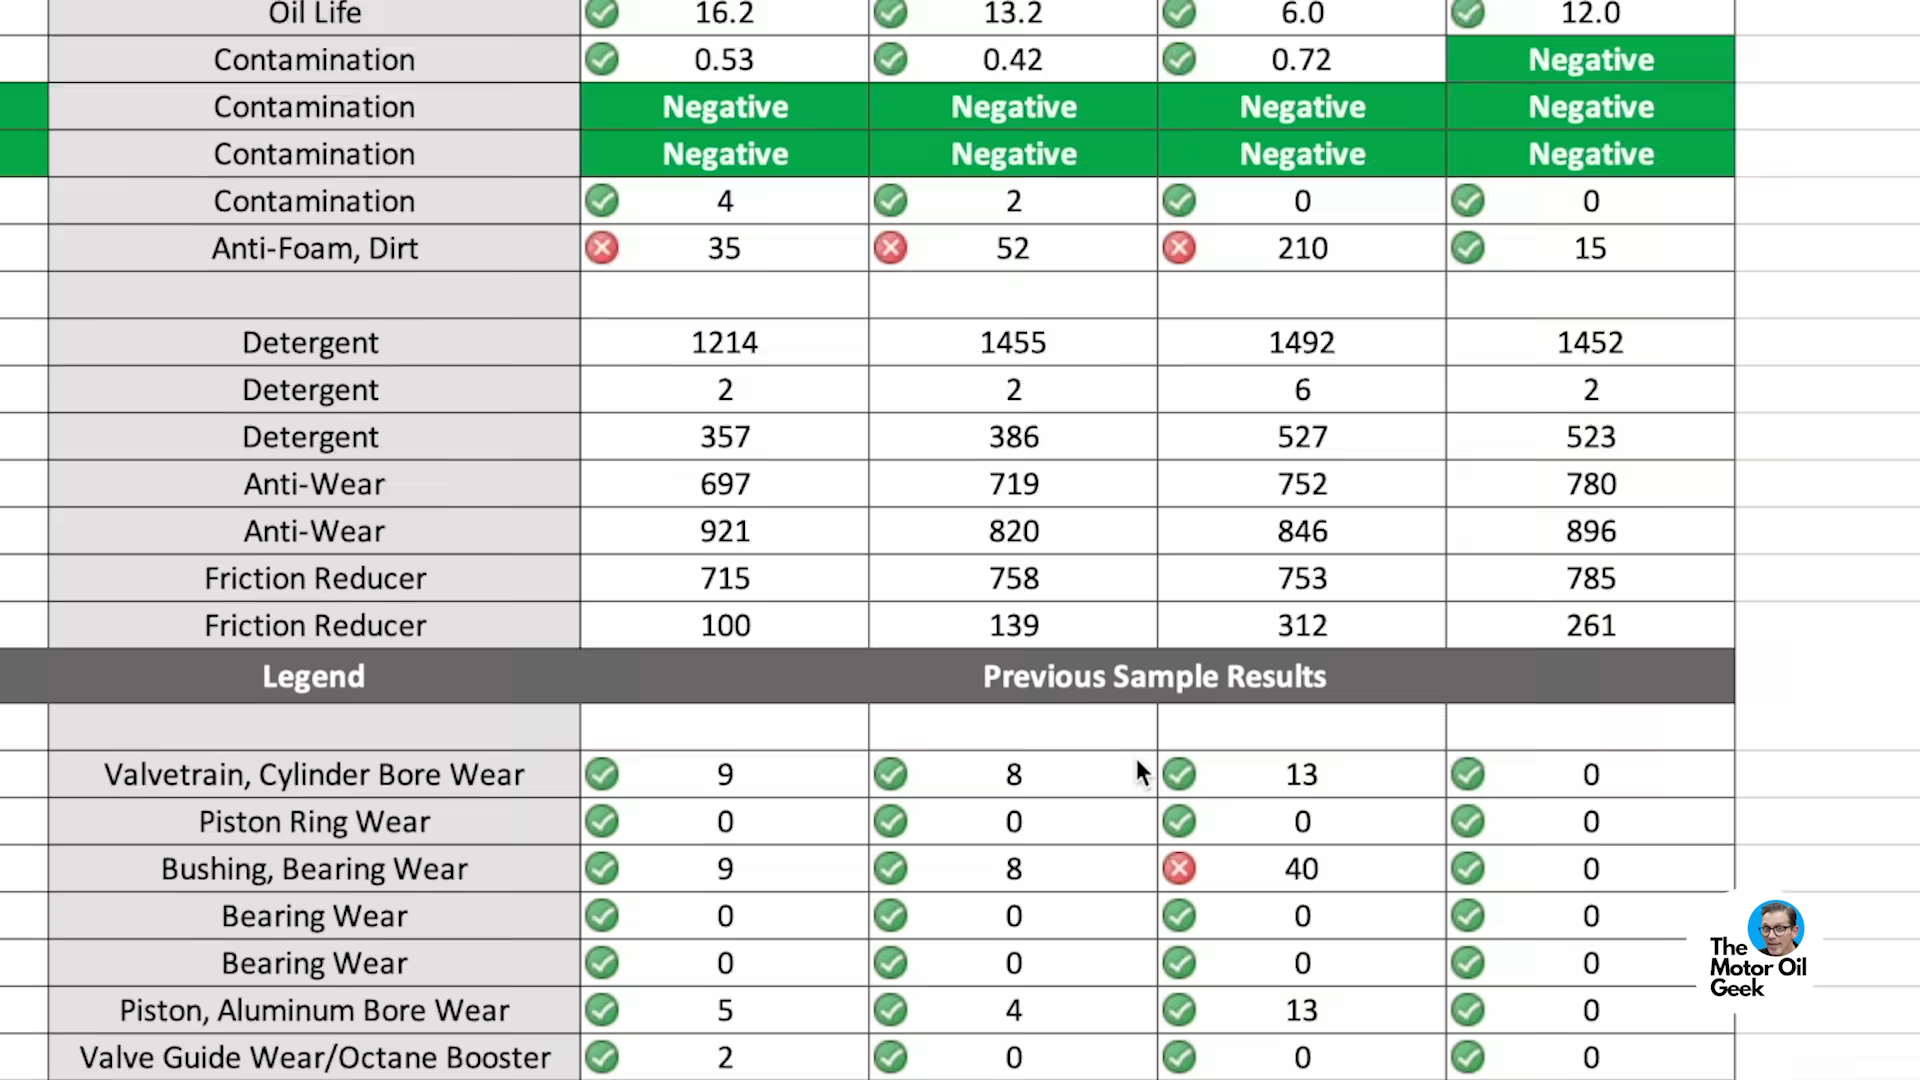 Oil Life 16.2 13.2 6.0 12.0
Contamination 0.53 0.42 0.72 Negative
Contamination Negative Negative Negative Negative
Contamination Negative Negative Negative Negative
Contamination 4 2 0 0
Anti-Foam, Dirt 35 52 210 15
Detergent 1214 1455 1492 1452
Detergent 2 2 6 2
Detergent 357 386 527 523
Anti-Wear 697 719 752 780
Anti-Wear 921 820 846 896
Friction Reducer 715 758 753 785
Friction Reducer 100 139 312 261
Legend Previous Sample Results
Valvetrain, Cylinder Bore Wear 9 8 13 0
Piston Ring Wear 0 0 0 0
Bushing, Bearing Wear 9 8 40 0
Bearing Wear 0 0 0 0
Bearing Wear 0 0 0 0
Piston, Aluminum Bore Wear 5 4 13 0
Valve Guide Wear/Octane Booster 2 0 0 0
The
Motor Oil
Geek